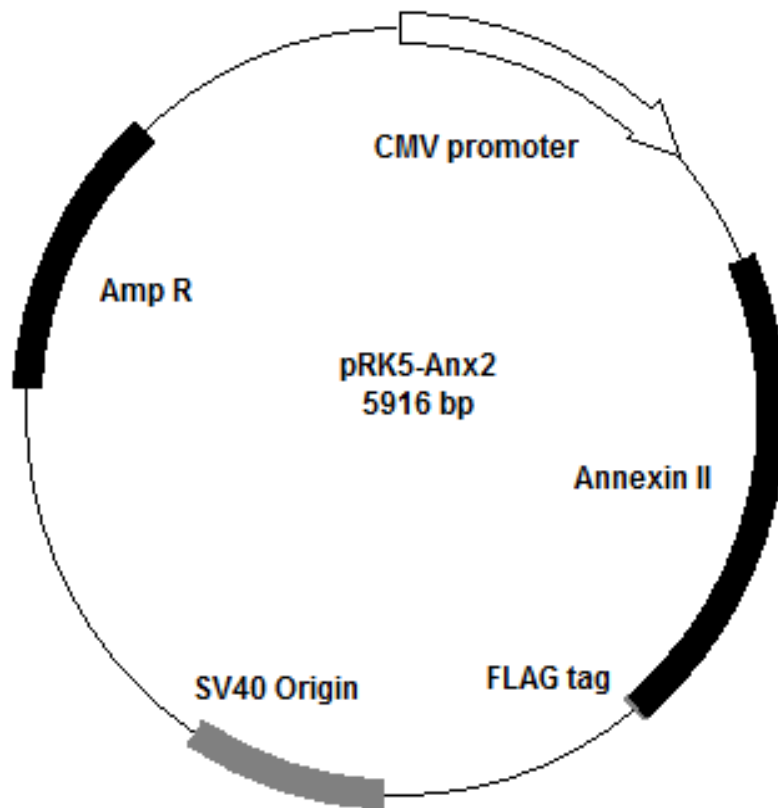 CMV promoter
Amp R
pRK5-Anx2
5916 bp
Annexin II
FLAG tag
SV40 Origin